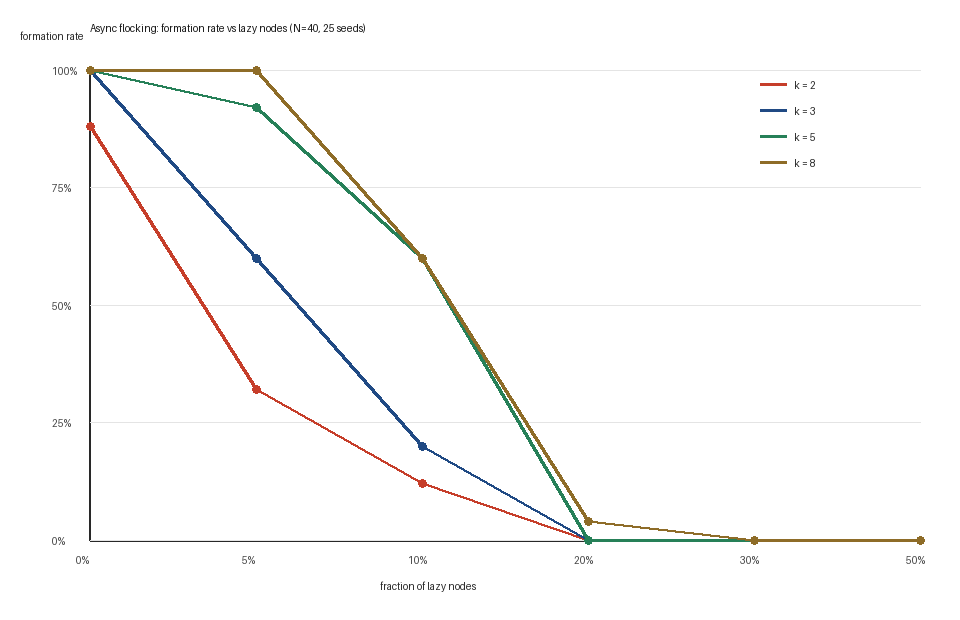 Async flocking: formation rate vs lazy nodes (N=40, 25 seeds)
formation rate
100%
75%
50%
25%
0%
k = 2
k = 3
k = 5
k = 8
0% 5% 10% 20% 30% 50%
fraction of lazy nodes